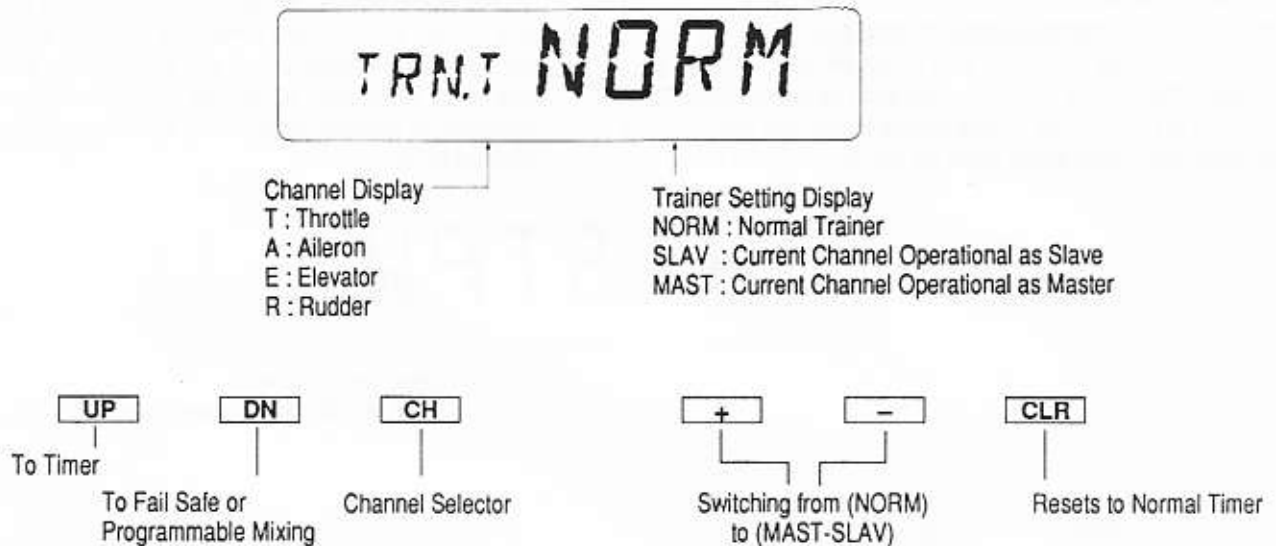 TRN.T NORM
Channel Display
T : Throttle
A : Aileron
E : Elevator
R : Rudder
Trainer Setting Display
NORM : Normal Trainer
SLAV : Current Channel Operational as Slave
MAST : Current Channel Operational as Master
UP DN CH + − CLR
To Timer
To Fail Safe or
Programmable Mixing
Channel Selector
Switching from (NORM)
to (MAST-SLAV)
Resets to Normal Timer